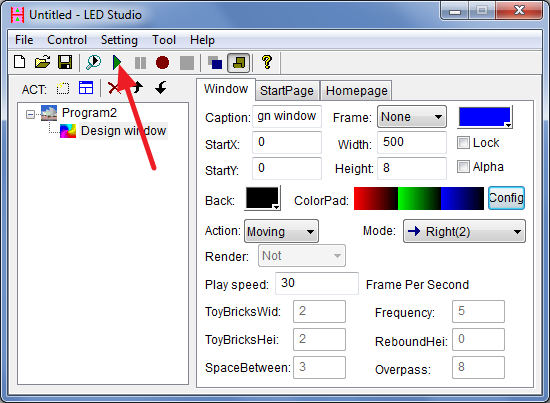 Untitled - LED Studio
File Control Setting Tool Help
ACT:
Program2
Design window
Window StartPage Homepage
Caption: gn window Frame: None
StartX: 0 Width: 500 Lock
StartY: 0 Height: 8 Alpha
Back: ColorPad: Config
Action: Moving Mode: Right(2)
Render: Not
Play speed: 30 Frame Per Second
ToyBricksWid: 2 Frequency: 5
ToyBricksHei: 2 ReboundHei: 0
SpaceBetween: 3 Overpass: 8